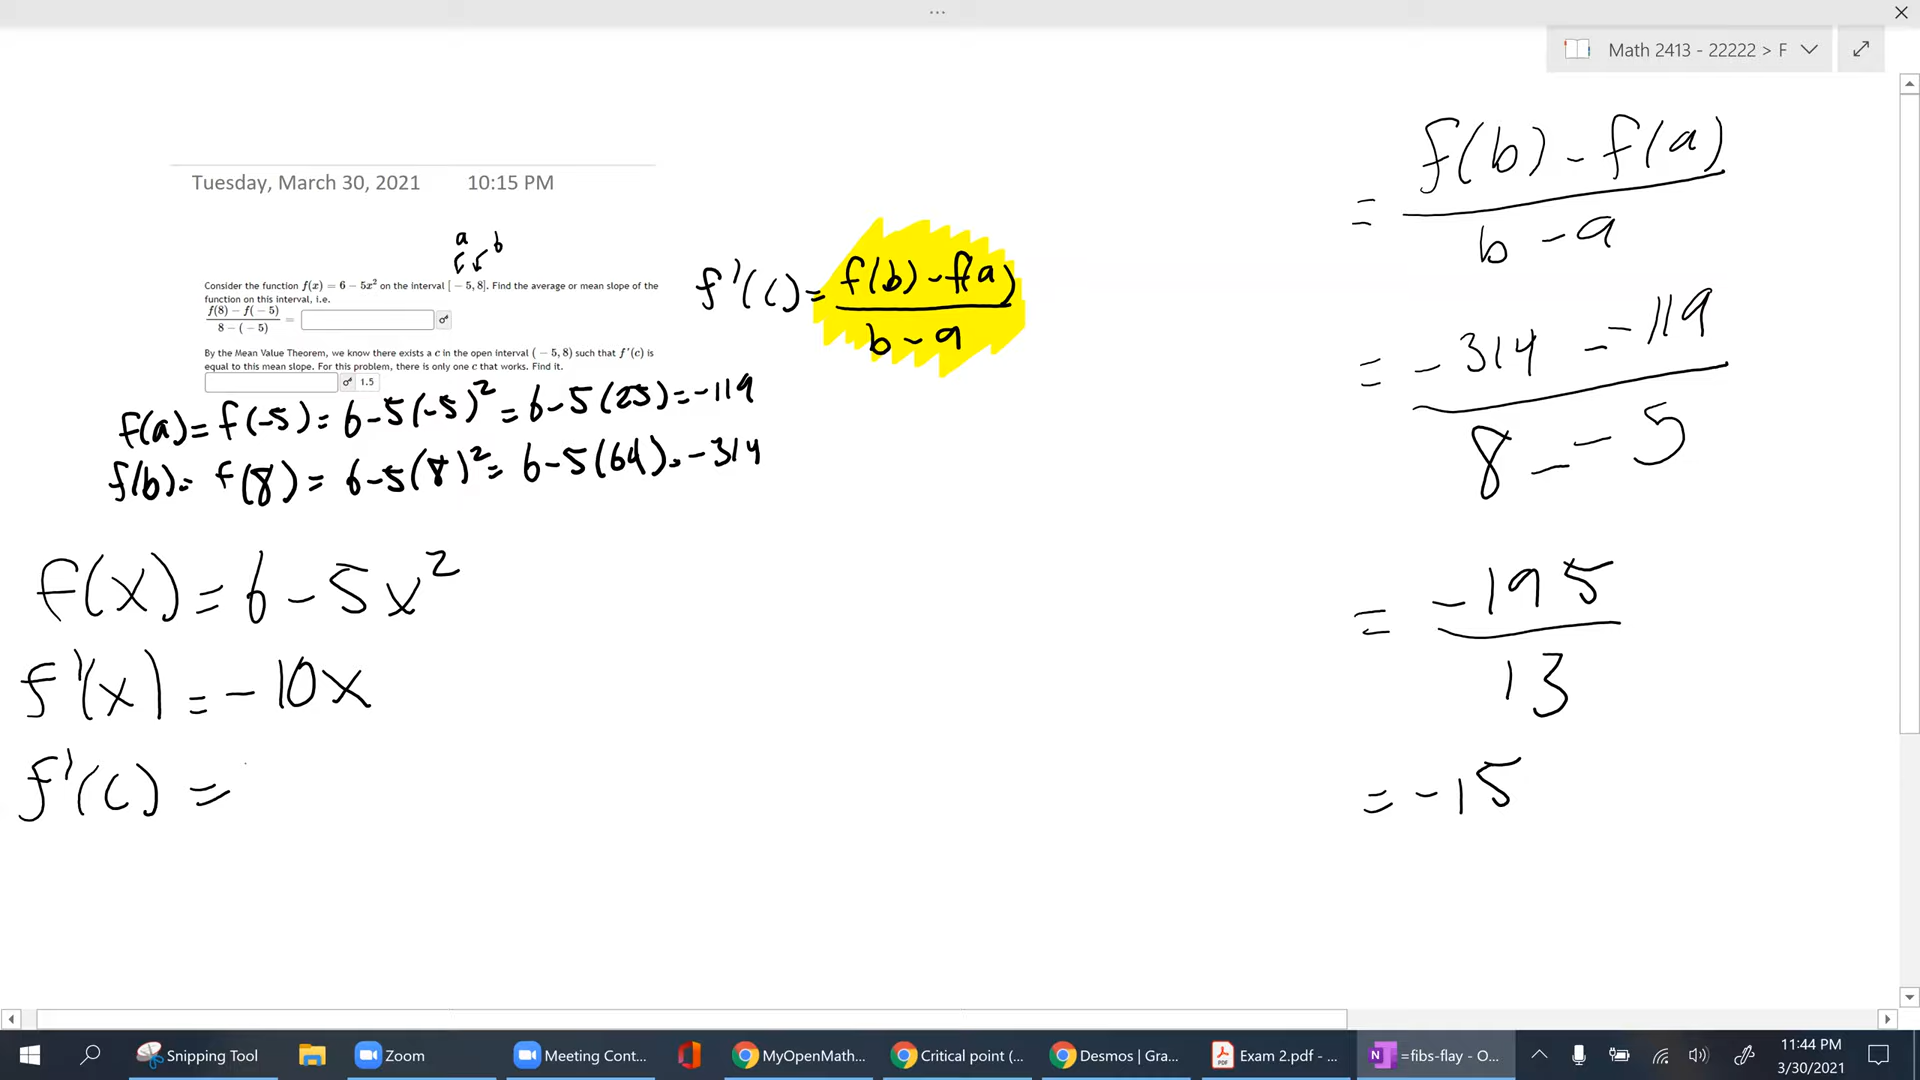 Math 2413 - 22222 > F
Tuesday, March 30, 2021 10:15 PM
a b
Consider the function f(x) = 6 − 5x² on the interval [ − 5, 8]. Find the average or mean slope of the
function on this interval, i.e.
f(8) − f( − 5)
8 − ( − 5)
=
By the Mean Value Theorem, we know there exists a c in the open interval ( − 5, 8) such that f'(c) is
equal to this mean slope. For this problem, there is only one c that works. Find it.
1.5
f'(c) = f(b) - f(a)
b - a
f(a) = f(-5) = 6-5(-5)² = 6-5(25) = -119
f(b) = f(8) = 6-5(8)² = 6-5(64) = -314
f(x) = 6 - 5x²
f'(x) = - 10x
f'(c) =
= f(b) - f(a)
b - a
= -314 - -119
8 - -5
= -195
13
= -15
Snipping Tool
Zoom
Meeting Cont...
MyOpenMath...
Critical point (...
Desmos | Gra...
Exam 2.pdf - ...
=fibs-flay - O...
11:44 PM
3/30/2021